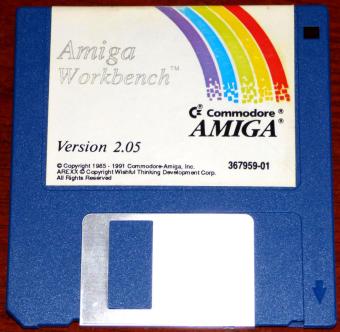 Amiga
Workbench™
C= Commodore®
AMIGA®
Version 2.05
© Copyright 1985 - 1991 Commodore-Amiga, Inc.
AREXX © Copyright Wishful Thinking Development Corp.
All Rights Reserved
367959-01